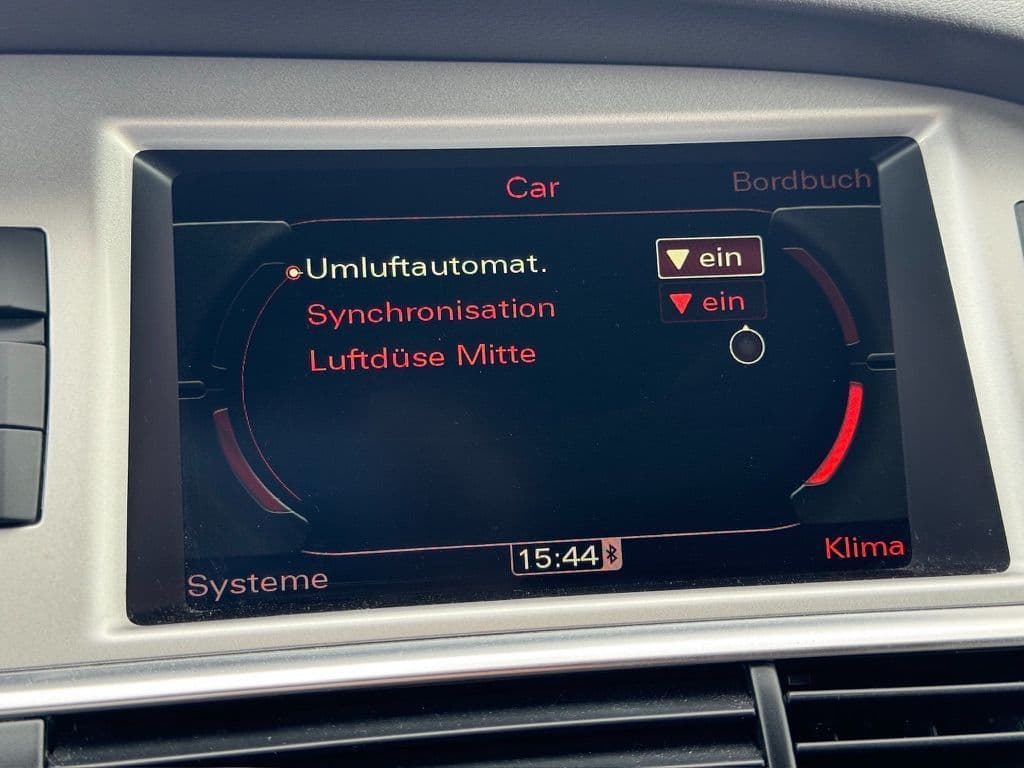 Car
Bordbuch
Umluftautomat. ein
Synchronisation ein
Luftdüse Mitte
15:44
Systeme
Klima